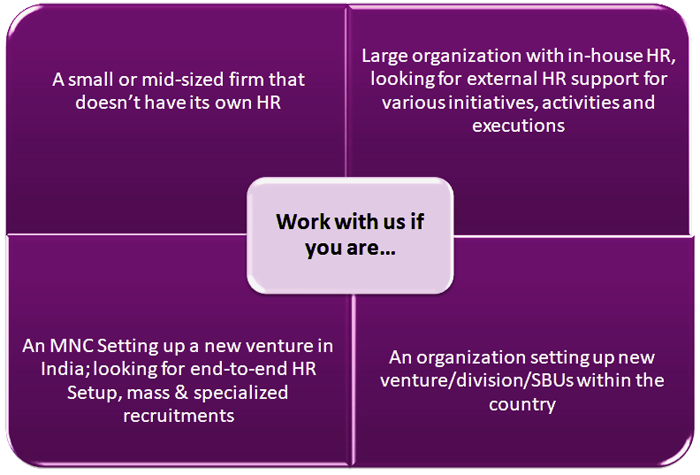 A small or mid-sized firm that
doesn’t have its own HR
Large organization with in-house HR,
looking for external HR support for
various initiatives, activities and
executions
Work with us if
you are...
An MNC Setting up a new venture in
India; looking for end-to-end HR
Setup, mass & specialized
recruitments
An organization setting up new
venture/division/SBUs within the
country